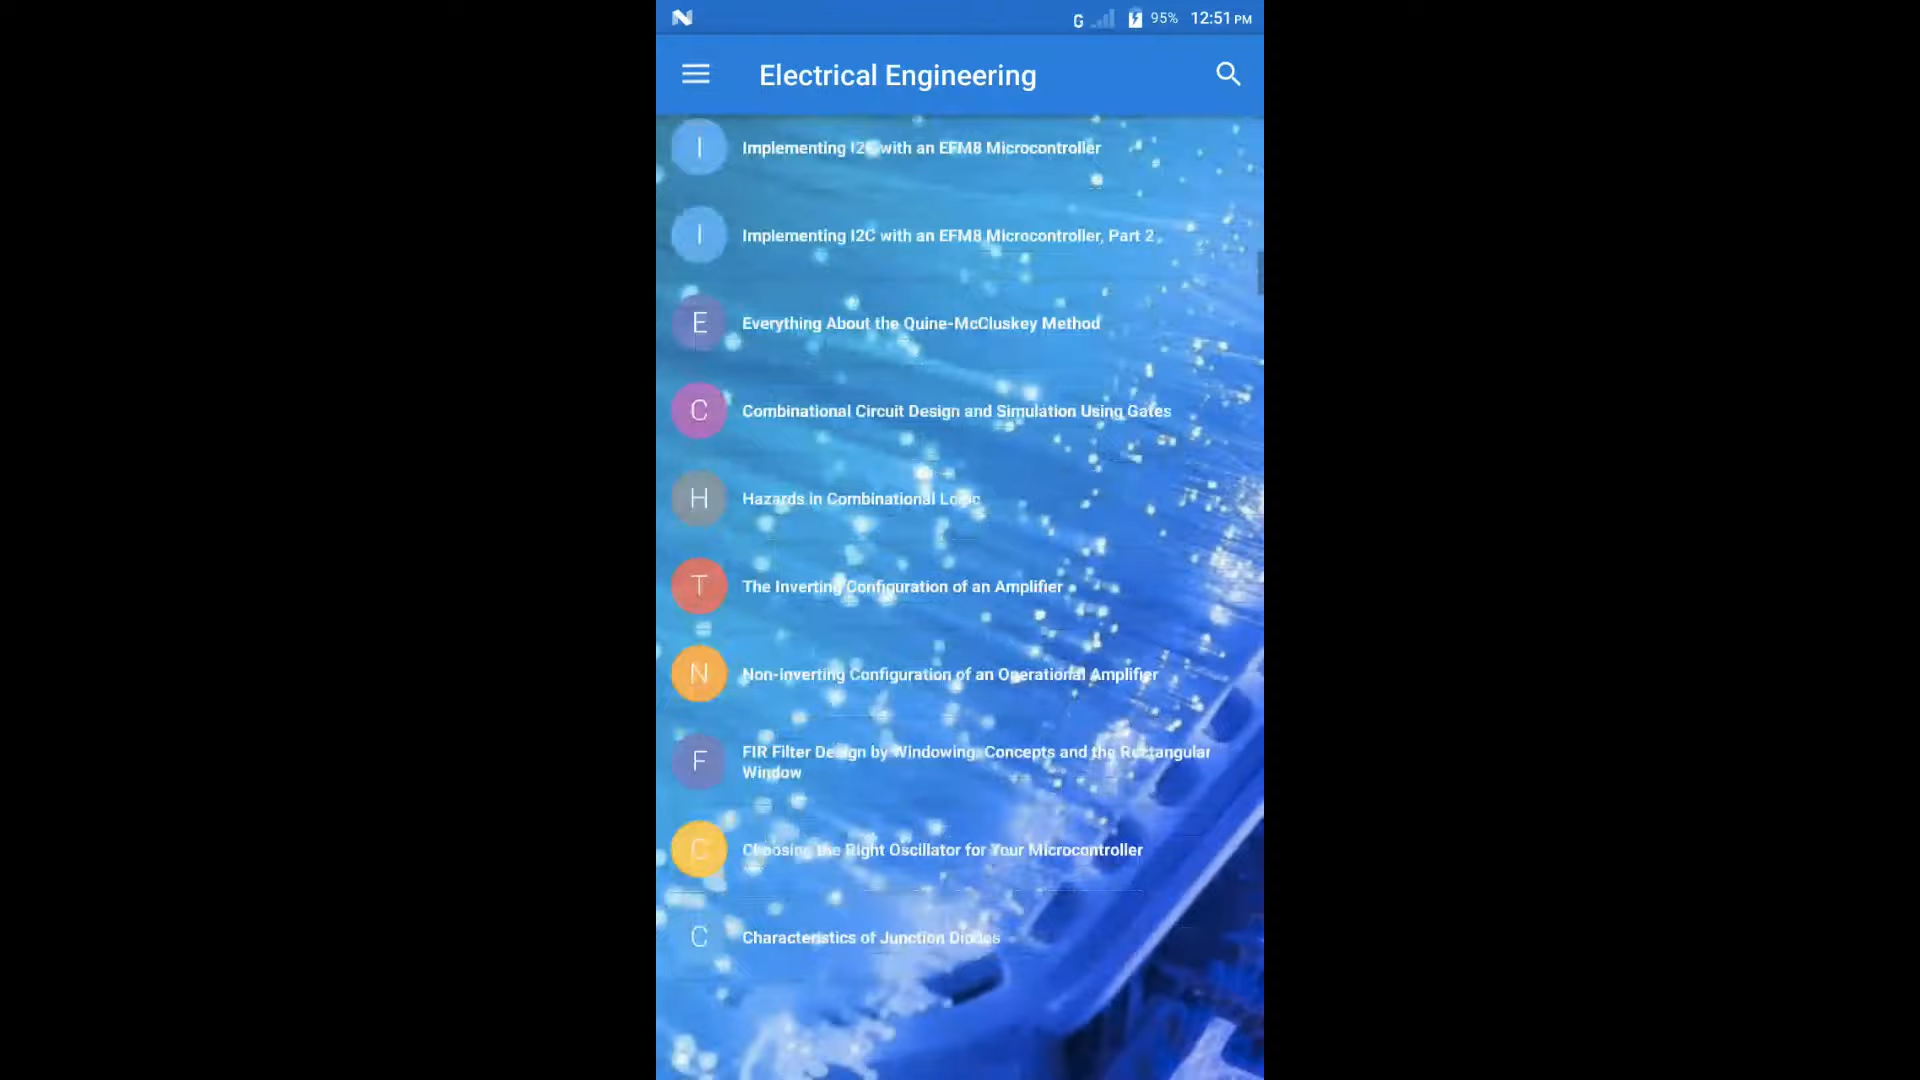 G 95% 12:51 PM
Electrical Engineering
I Implementing I2C with an EFM8 Microcontroller
I Implementing I2C with an EFM8 Microcontroller, Part 2
E Everything About the Quine-McCluskey Method
C Combinational Circuit Design and Simulation Using Gates
H Hazards in Combinational Logic
T The Inverting Configuration of an Amplifier
N Non-inverting Configuration of an Operational Amplifier
F FIR Filter Design by Windowing: Concepts and the Rectangular
Window
C Choosing the Right Oscillator for Your Microcontroller
C Characteristics of Junction Diodes